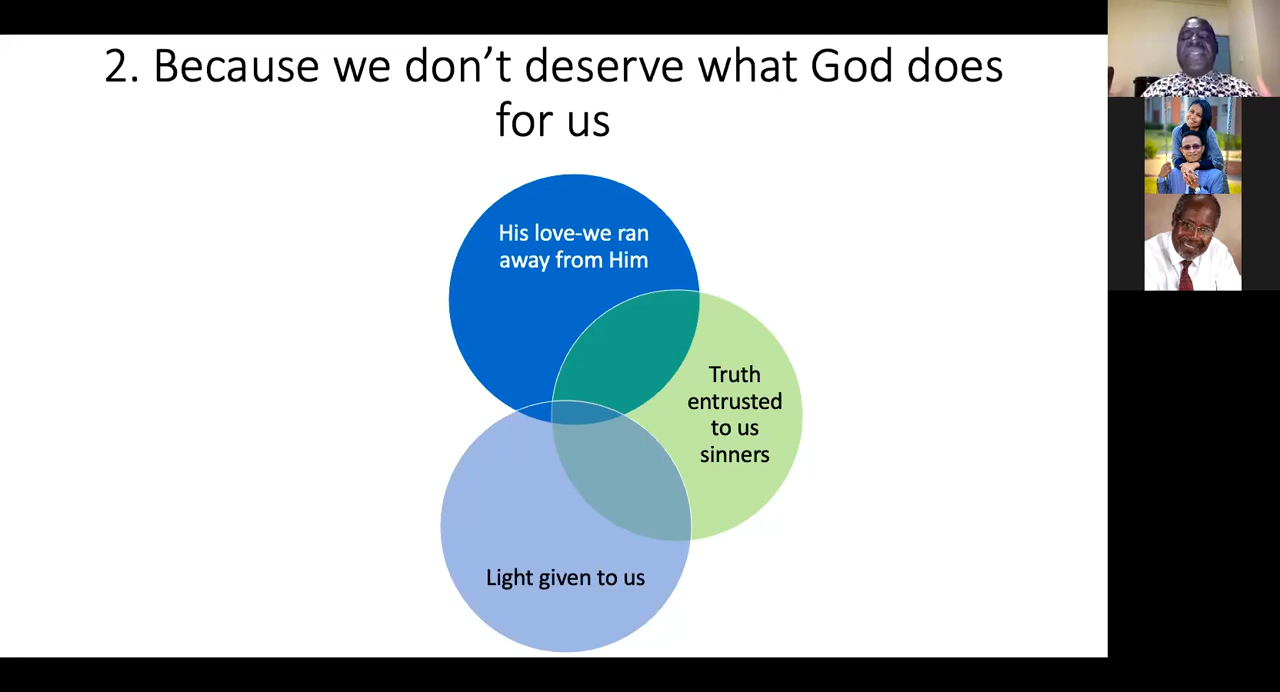 2. Because we don’t deserve what God does
for us
His love-we ran
away from Him
Truth
entrusted
to us
sinners
Light given to us